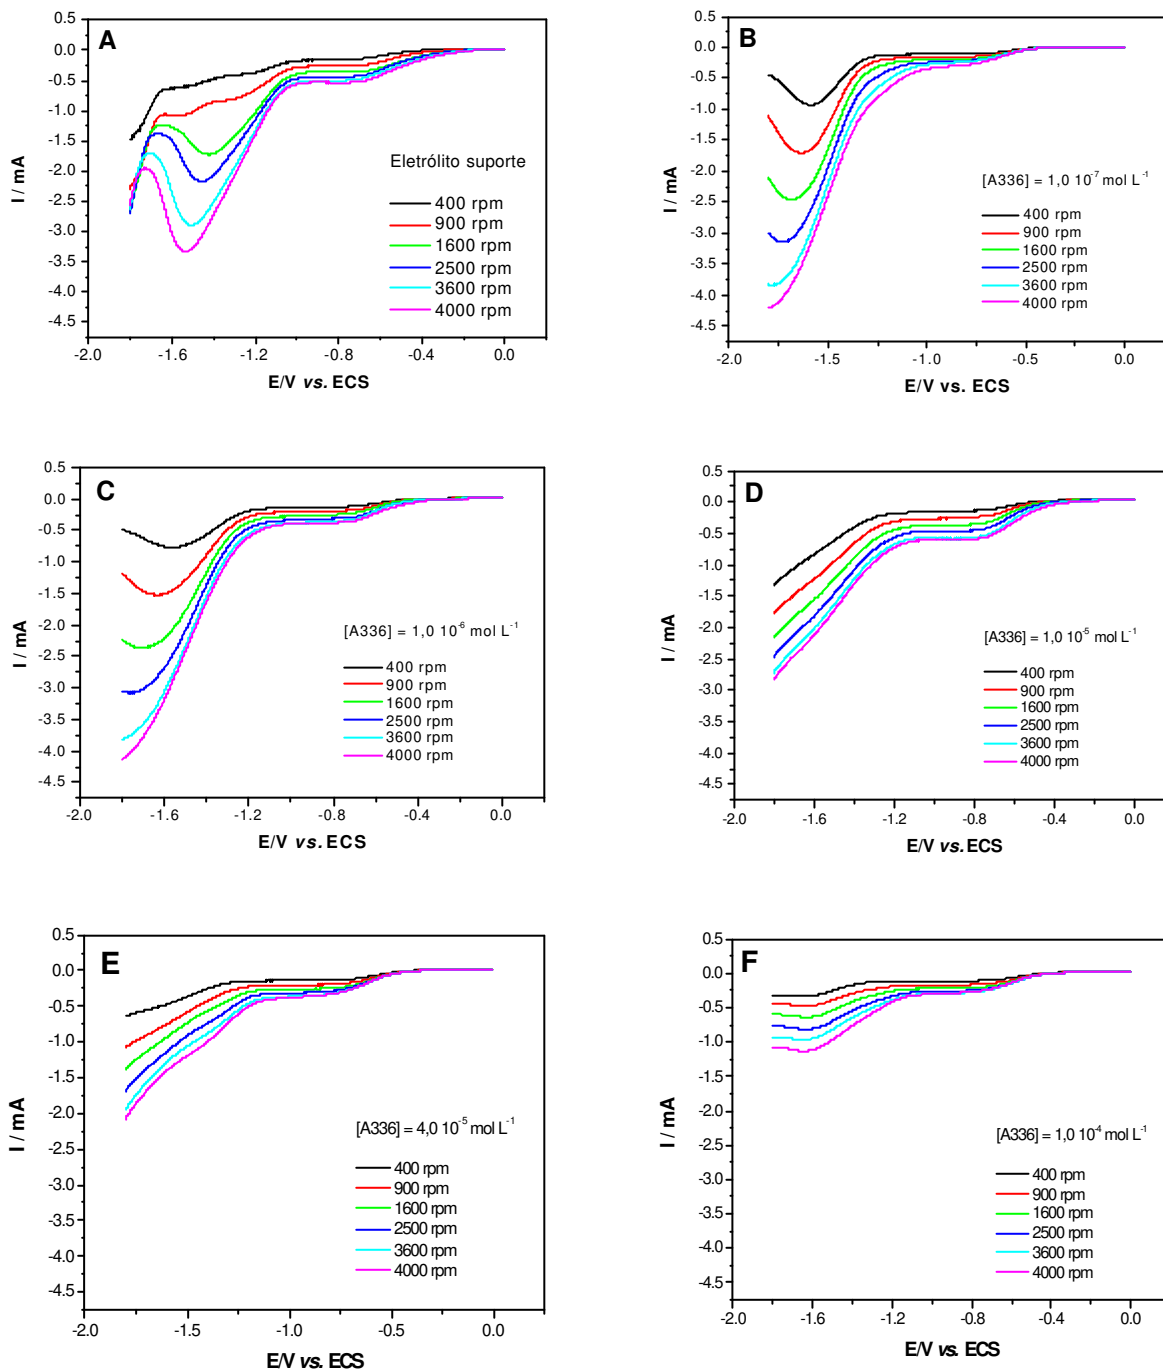 A
0.5
0.0
-0.5
-1.0
-1.5
-2.0
-2.5
-3.0
-3.5
-4.0
-4.5
I / mA
Eletrólito suporte
400 rpm
900 rpm
1600 rpm
2500 rpm
3600 rpm
4000 rpm
-2.0
-1.6
-1.2
-0.8
-0.4
0.0
E/V vs. ECS
B
0.5
0.0
-0.5
-1.0
-1.5
-2.0
-2.5
-3.0
-3.5
-4.0
-4.5
I / mA
[A336] = 1,0 10⁻⁷ mol L⁻¹
400 rpm
900 rpm
1600 rpm
2500 rpm
3600 rpm
4000 rpm
-2.0
-1.5
-1.0
-0.5
0.0
E/V vs. ECS
C
0.5
0.0
-0.5
-1.0
-1.5
-2.0
-2.5
-3.0
-3.5
-4.0
-4.5
I / mA
[A336] = 1,0 10⁻⁶ mol L⁻¹
400 rpm
900 rpm
1600 rpm
2500 rpm
3600 rpm
4000 rpm
-2.0
-1.6
-1.2
-0.8
-0.4
0.0
E/V vs. ECS
D
0.5
0.0
-0.5
-1.0
-1.5
-2.0
-2.5
-3.0
-3.5
-4.0
-4.5
I / mA
[A336] = 1,0 10⁻⁵ mol L⁻¹
400 rpm
900 rpm
1600 rpm
2500 rpm
3600 rpm
4000 rpm
-2.0
-1.6
-1.2
-0.8
-0.4
0.0
E/V vs. ECS
E
0.5
0.0
-0.5
-1.0
-1.5
-2.0
-2.5
-3.0
-3.5
-4.0
-4.5
I / mA
[A336] = 4,0 10⁻⁵ mol L⁻¹
400 rpm
900 rpm
1600 rpm
2500 rpm
3600 rpm
4000 rpm
-2.0
-1.5
-1.0
-0.5
0.0
E/V vs. ECS
F
0.5
0.0
-0.5
-1.0
-1.5
-2.0
-2.5
-3.0
-3.5
-4.0
-4.5
I / mA
[A336] = 1,0 10⁻⁴ mol L⁻¹
400 rpm
900 rpm
1600 rpm
2500 rpm
3600 rpm
4000 rpm
-2.0
-1.6
-1.2
-0.8
-0.4
0.0
E/V vs. ECS